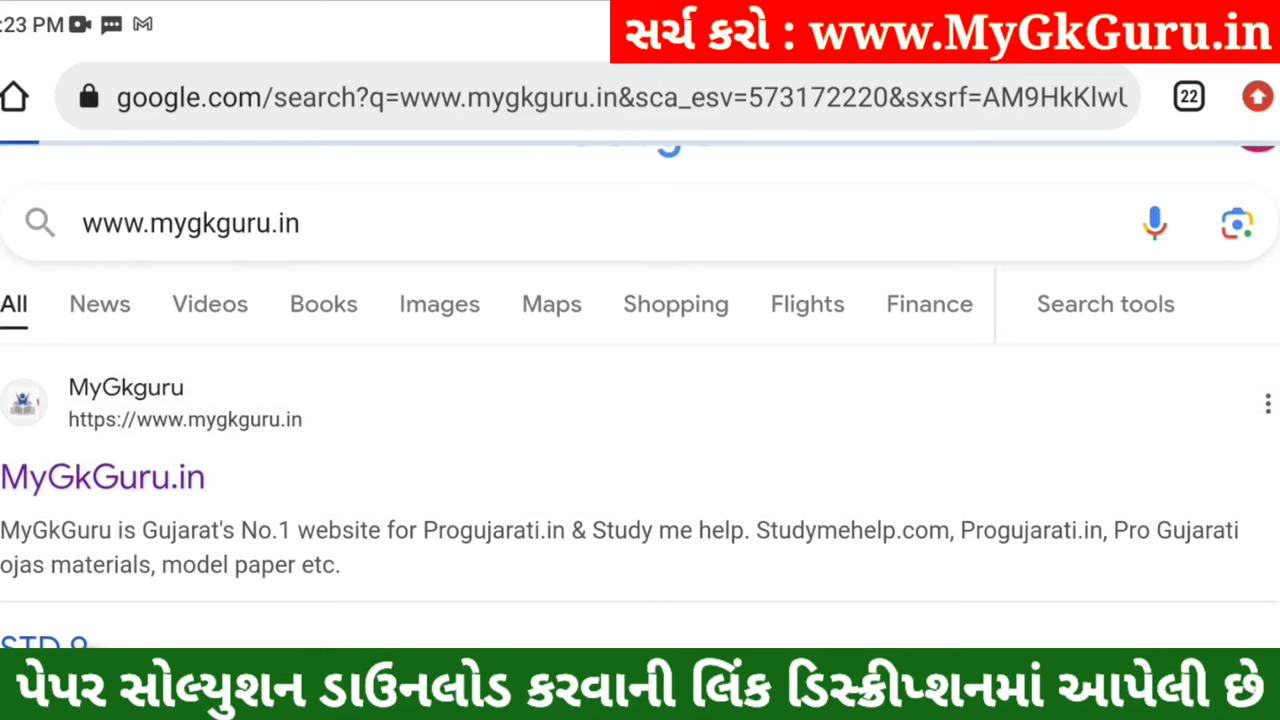 :23 PM
સર્ચ કરો : www.MyGkGuru.in
google.com/search?q=www.mygkguru.in&sca_esv=573172220&sxsrf=AM9HkKlwU
22
www.mygkguru.in
All News Videos Books Images Maps Shopping Flights Finance Search tools
MyGkguru
https://www.mygkguru.in
MyGkGuru.in
MyGkGuru is Gujarat's No.1 website for Progujarati.in & Study me help. Studymehelp.com, Progujarati.in, Pro Gujarati
ojas materials, model paper etc.
પેપર સોલ્યુશન ડાઉનલોડ કરવાની લિંક ડિસ્ક્રીપ્શનમાં આપેલી છે